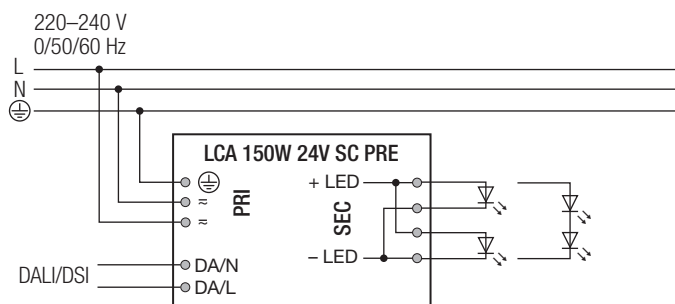 220–240 V
0/50/60 Hz
L
N
LCA 150W 24V SC PRE
PRI
≂
≂
+ LED
SEC
– LED
DALI/DSI
DA/N
DA/L